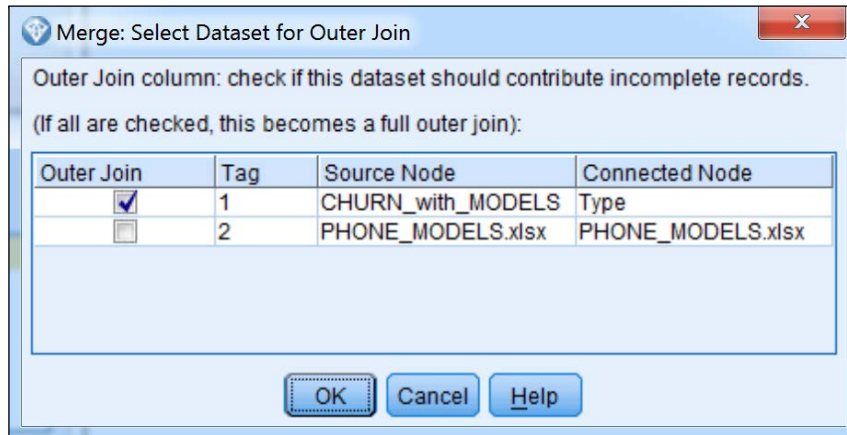 Merge: Select Dataset for Outer Join
X
Outer Join column: check if this dataset should contribute incomplete records.
(If all are checked, this becomes a full outer join):
Outer Join Tag Source Node Connected Node
1 CHURN_with_MODELS Type
2 PHONE_MODELS.xlsx PHONE_MODELS.xlsx
OK Cancel Help